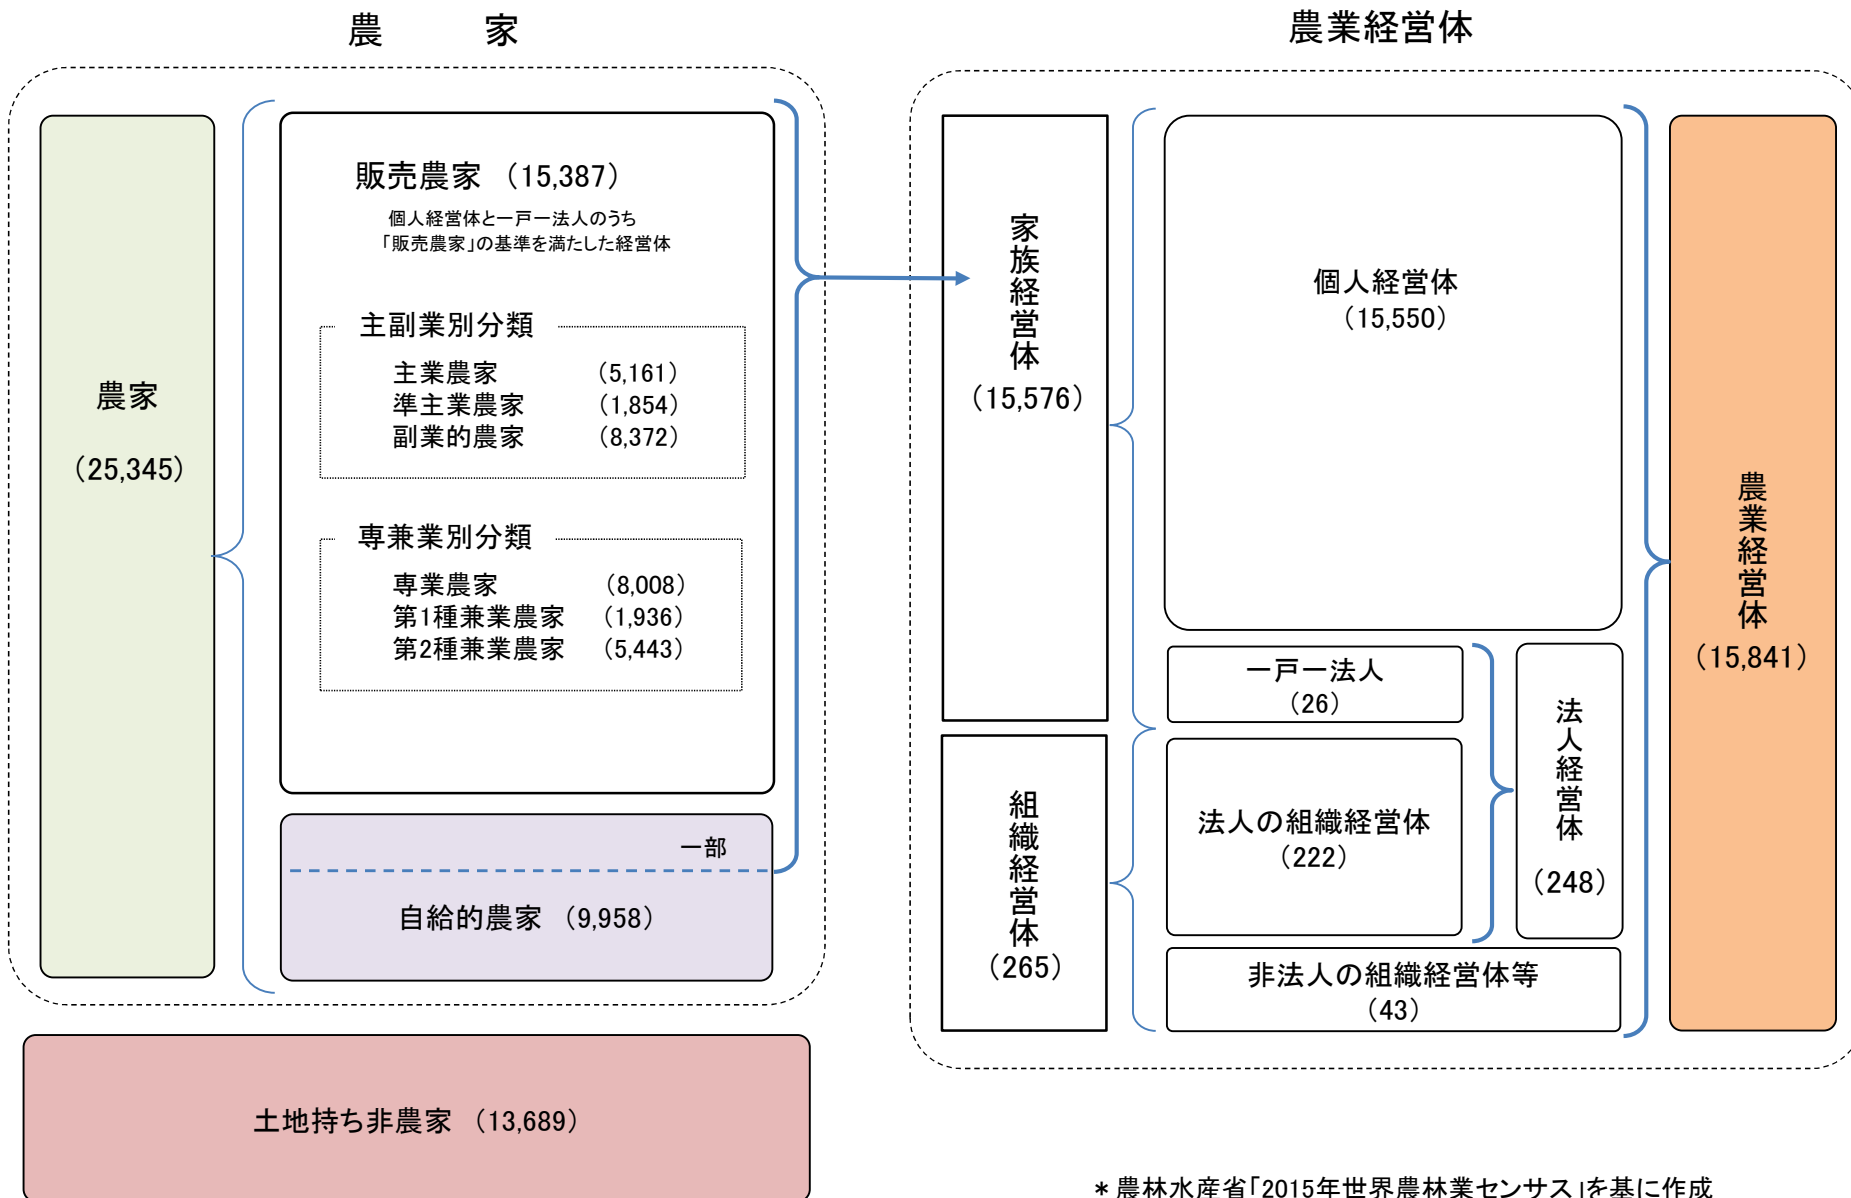 農　家
農家
（25,345）
販売農家 （15,387）
個人経営体と一戸一法人のうち
「販売農家」の基準を満たした経営体
主副業別分類
主業農家 （5,161）
準主業農家 （1,854）
副業的農家 （8,372）
専兼業別分類
専業農家 （8,008）
第1種兼業農家 （1,936）
第2種兼業農家 （5,443）
一部
自給的農家 （9,958）
土地持ち非農家 （13,689）
農業経営体
家族経営体
（15,576）
組織経営体
（265）
個人経営体
（15,550）
一戸一法人
（26）
法人の組織経営体
（222）
法人経営体
（248）
非法人の組織経営体等
（43）
農業経営体
（15,841）
＊農林水産省「2015年世界農林業センサス」を基に作成